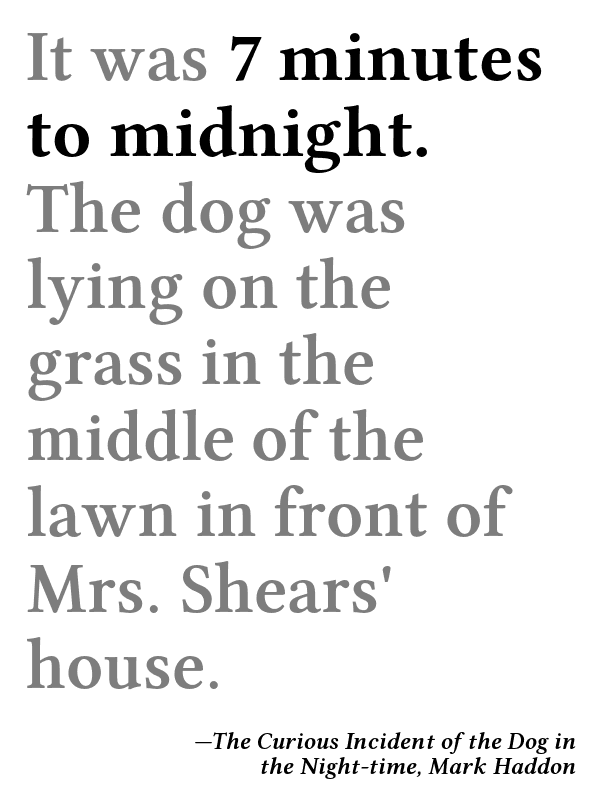 It was 7 minutes
to midnight.
The dog was
lying on the
grass in the
middle of the
lawn in front of
Mrs. Shears'
house.
—The Curious Incident of the Dog in
the Night-time, Mark Haddon